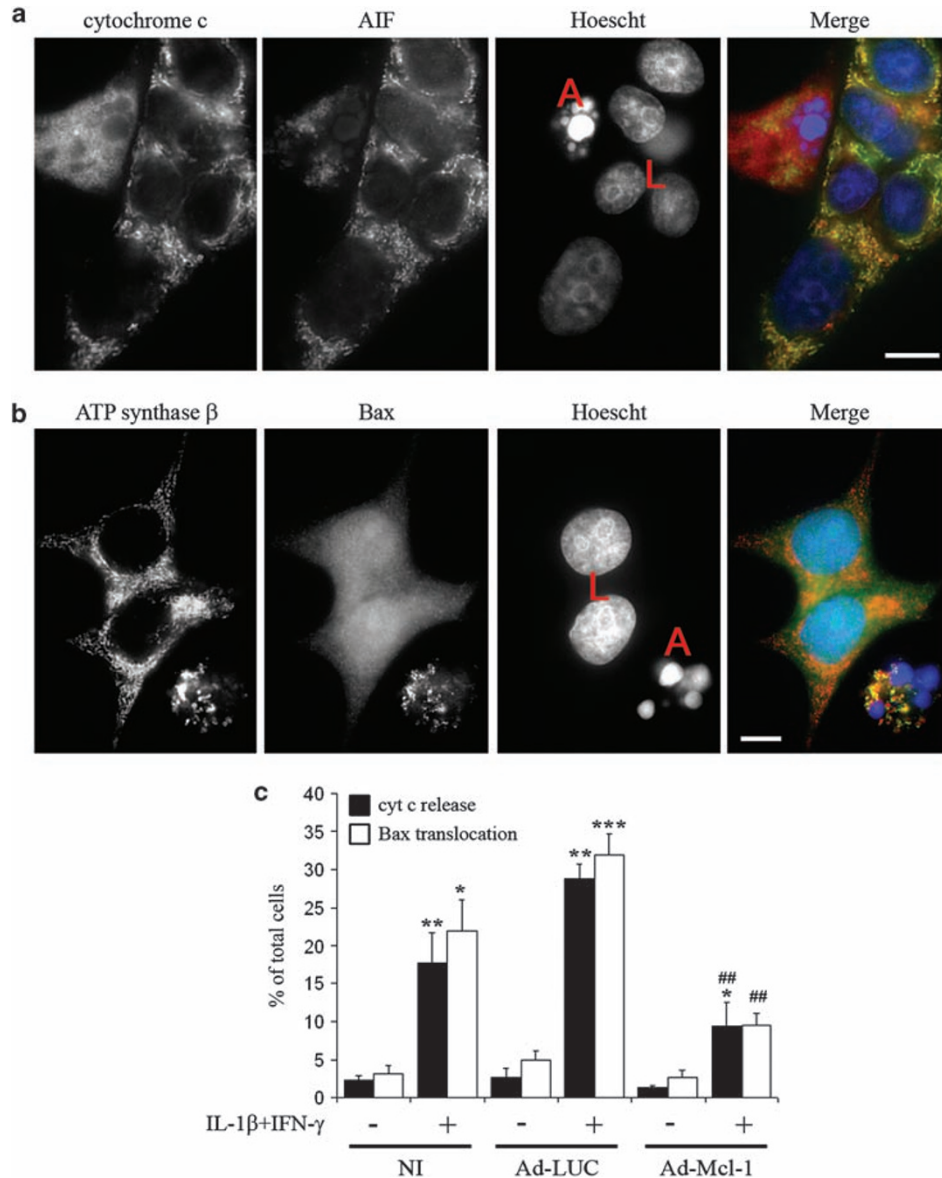 a
cytochrome c AIF Hoescht Merge
A
L
b
ATP synthase β Bax Hoescht Merge
L
A
c
cyt c release
Bax translocation
% of total cells
40
35
30
25
20
15
10
5
0
** * ** *** ## * ##
IL-1β+IFN-γ - + - + - +
NI Ad-LUC Ad-Mcl-1